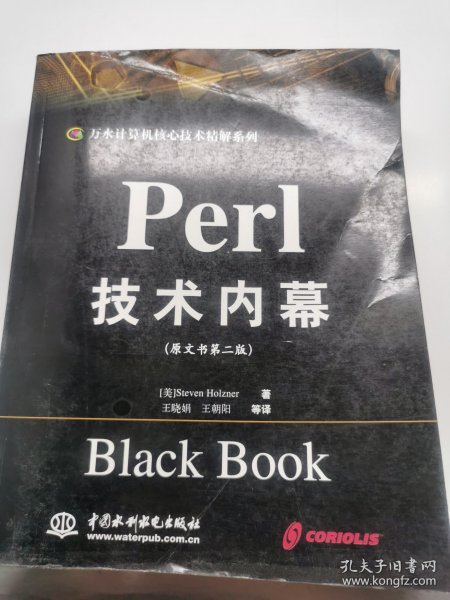 万水计算机核心技术精解系列
Perl
技术内幕
(原文书第二版)
[美]Steven Holzner 著
王晓娟 王朝阳 等译
Black Book
中国水利水电出版社
www.waterpub.com.cn
CORIOLIS™
孔夫子旧书网
www.kongfz.com